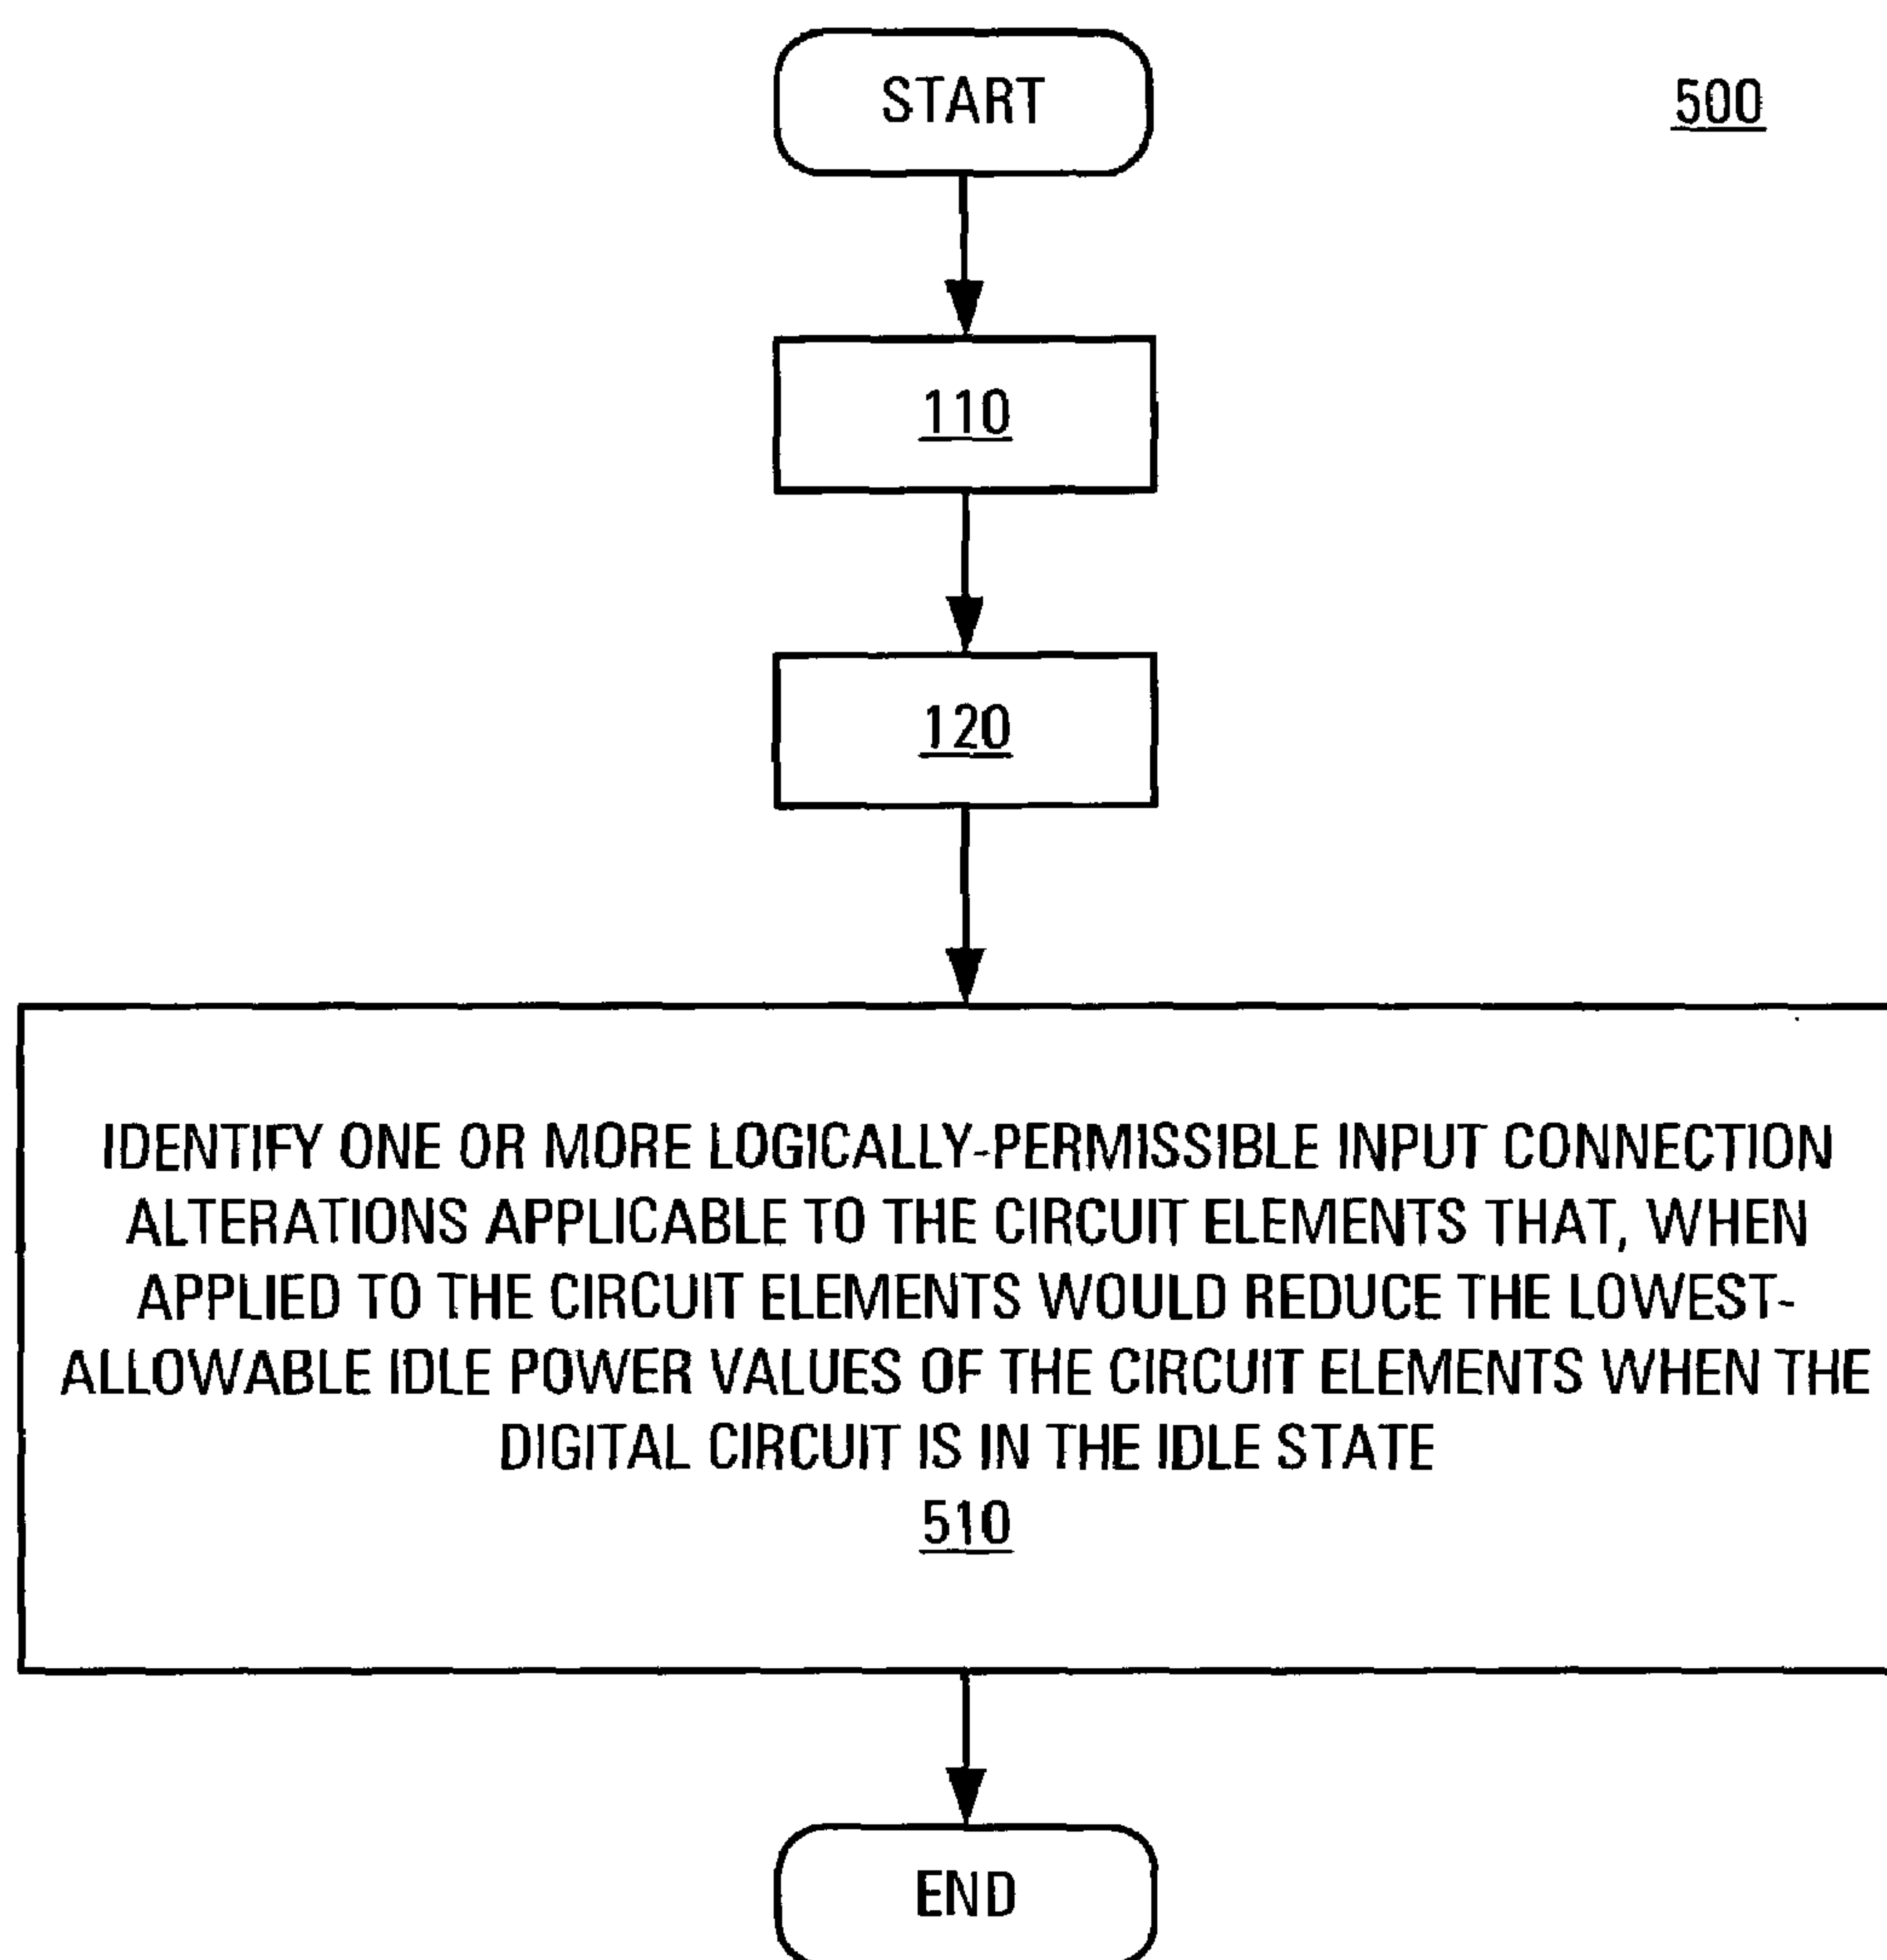 START
500
110
120
IDENTIFY ONE OR MORE LOGICALLY-PERMISSIBLE INPUT CONNECTION
ALTERATIONS APPLICABLE TO THE CIRCUIT ELEMENTS THAT, WHEN
APPLIED TO THE CIRCUIT ELEMENTS WOULD REDUCE THE LOWEST-
ALLOWABLE IDLE POWER VALUES OF THE CIRCUIT ELEMENTS WHEN THE
DIGITAL CIRCUIT IS IN THE IDLE STATE
510
END